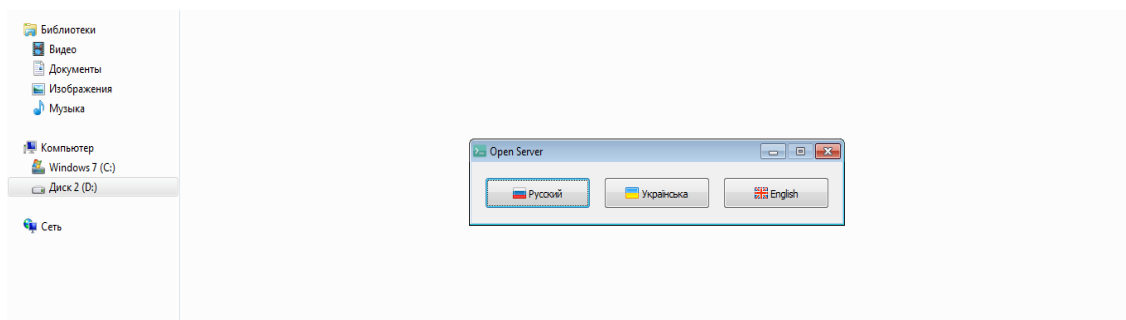 Библиотеки
Видео
Документы
Изображения
Музыка
Компьютер
Windows 7 (C:)
Диск 2 (D:)
Сеть
Open Server
Русский
Українська
English